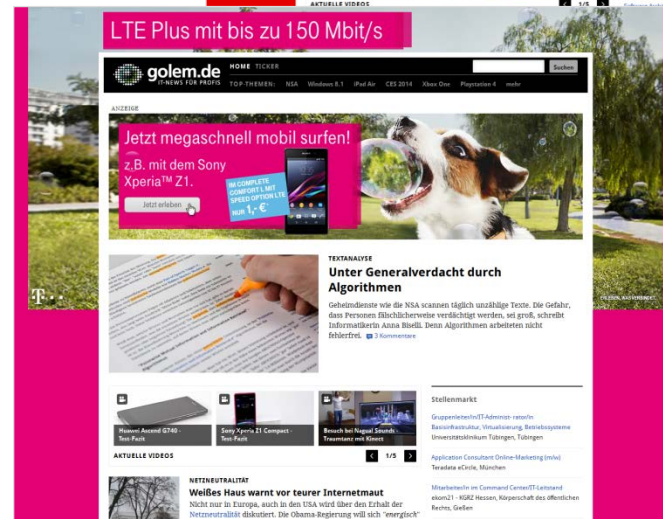 AKTUELLE VIDEOS
1/5
LTE Plus mit bis zu 150 Mbit/s
golem.de
IT-NEWS FÜR PROFIS
HOME TICKER
Suchen
TOP-THEMEN: NSA Windows 8.1 iPad Air CES 2014 Xbox One Playstation 4 mehr
ANZEIGE
Jetzt megaschnell mobil surfen!
z.B. mit dem Sony
Xperia™ Z1.
IM COMPLETE
COMFORT L MIT
SPEED OPTION LTE
NUR 1,- €
Jetzt erleben
T
TEXTANALYSE
Unter Generalverdacht durch
Algorithmen
Geheimdienste wie die NSA scannen täglich unzählige Texte. Die Gefahr,
dass Personen fälschlicherweise verdächtigt werden, sei groß, schreibt
Informatikerin Anna Biselli. Denn Algorithmen arbeiteten nicht
fehlerfrei. 3 Kommentare
Huawei Ascend G740 -
Test-Fazit
Sony Xperia Z1 Compact -
Test-Fazit
Besuch bei Nagual Sounds -
Traumtanz mit Kinect
AKTUELLE VIDEOS
1/5
Stellenmarkt
Gruppenleiter/in IT-Administ- rator/in
Basisinfrastruktur, Virtualisierung, Betriebssysteme
Universitätsklinikum Tübingen, Tübingen
Application Consultant Online-Marketing (m/w)
Teradata eCircle, München
Mitarbeiter/in im Command Center/IT-Leitstand
ekom21 - KGRZ Hessen, Körperschaft des öffentlichen
Rechts, Gießen
NETZNEUTRALITÄT
Weißes Haus warnt vor teurer Internetmaut
Nicht nur in Europa, auch in den USA wird über den Erhalt der
Netzneutralität diskutiert. Die Obama-Regierung will sich "energisch"